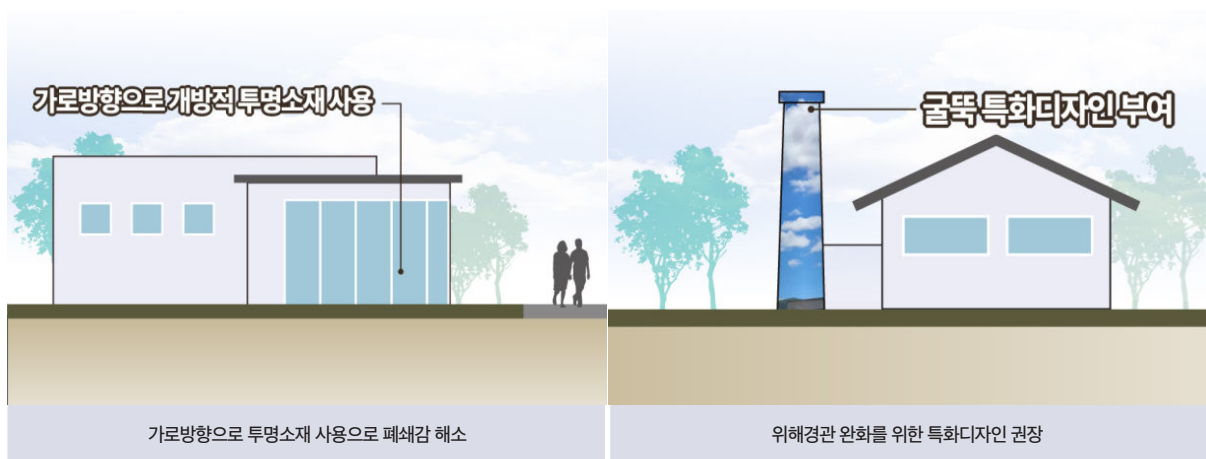 가로방향으로 개방적 투명소재 사용
굴뚝 특화디자인 부여
가로방향으로 투명소재 사용으로 폐쇄감 해소
위해경관 완화를 위한 특화디자인 권장